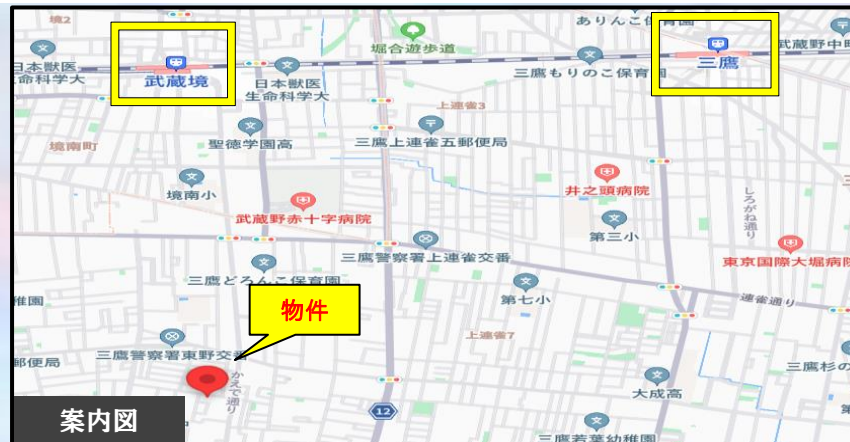 境2
ありんこ保育園
堀合遊歩道
武蔵野中町
日本獣医
生命科学大
武蔵境
日本獣医
生命科学大
三鷹もりのこ保育園
三鷹
上連雀3
境南町
聖徳学園高
三鷹上連雀五郵便局
境南小
井之頭病院
しろがね通り
武蔵野赤十字病院
第三小
三鷹警察署上連雀交番
東京国際大堀病院
三鷹どろんこ保育園
稚園
物件
第七小
連雀通り
上連雀7
三鷹警察署東野交番
郵便局
かえで通り
三鷹杉の
大成高
案内図
12
三鷹若葉幼稚園